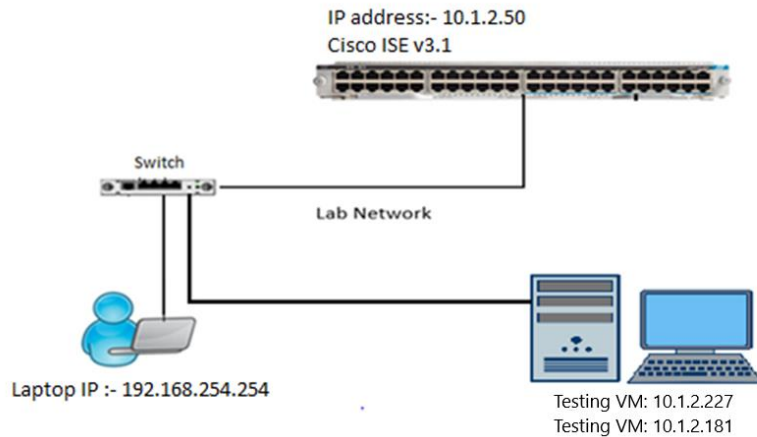 IP address:- 10.1.2.50
Cisco ISE v3.1
Switch
Lab Network
Laptop IP :- 192.168.254.254
Testing VM: 10.1.2.227
Testing VM: 10.1.2.181